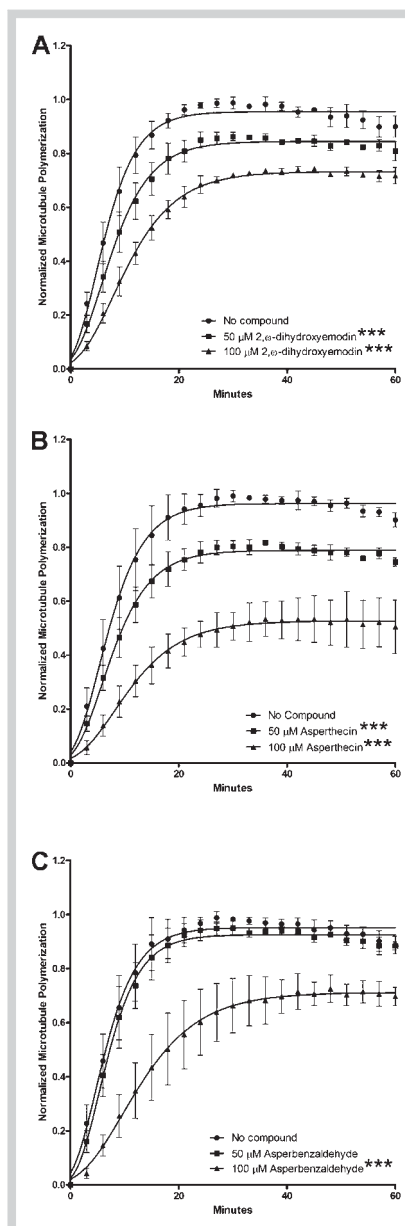 A
Normalized Microtubule Polymerization
1.2
1.0
0.8
0.6
0.4
0.2
0.0
No compound
50 μM 2,ω-dihydroxyemodin ***
100 μM 2,ω-dihydroxyemodin ***
0 20 40 60
Minutes
B
Normalized Microtubule Polymerization
1.2
1.0
0.8
0.6
0.4
0.2
0.0
No Compound
50 μM Asperthecin ***
100 μM Asperthecin ***
0 20 40 60
Minutes
C
Normalized Microtubule Polymerization
1.2
1.0
0.8
0.6
0.4
0.2
0.0
No compound
50 μM Asperbenzaldehyde
100 μM Asperbenzaldehyde ***
0 20 40 60
Minutes